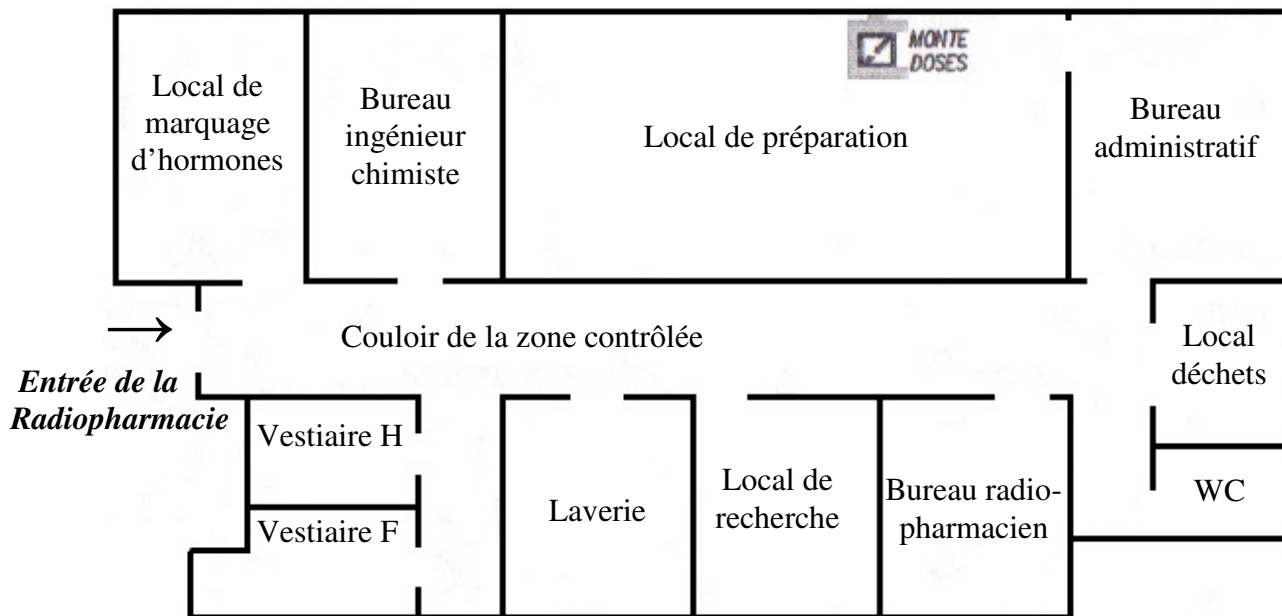 MONTE
DOSES
Local de
marquage
d’hormones
Bureau
ingénieur
chimiste
Local de préparation
Bureau
administratif
Couloir de la zone contrôlée
Local
déchets
Entrée de la
Radiopharmacie
Vestiaire H
Vestiaire F
Laverie
Local de
recherche
Bureau radio-
pharmacien
WC